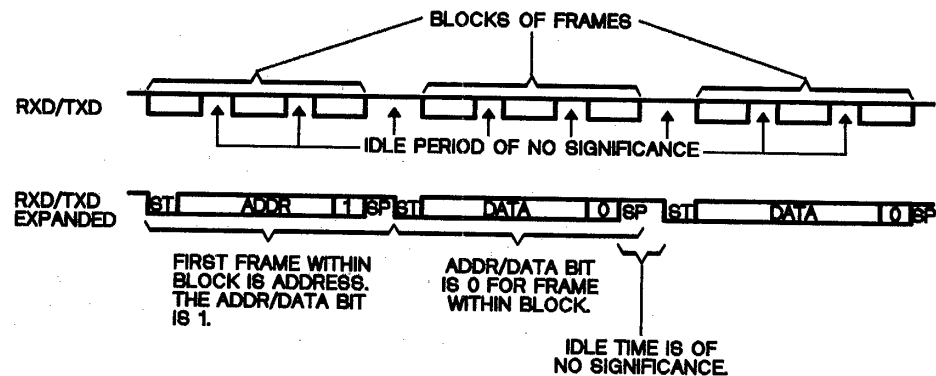 BLOCKS OF FRAMES
RXD/TXD
IDLE PERIOD OF NO SIGNIFICANCE
RXD/TXD
EXPANDED
ST ADDR 1 SP ST DATA 0 SP ST DATA 0 SP
FIRST FRAME WITHIN
BLOCK IS ADDRESS.
THE ADDR/DATA BIT
IS 1.
ADDR/DATA BIT
IS 0 FOR FRAME
WITHIN BLOCK.
IDLE TIME IS OF
NO SIGNIFICANCE.